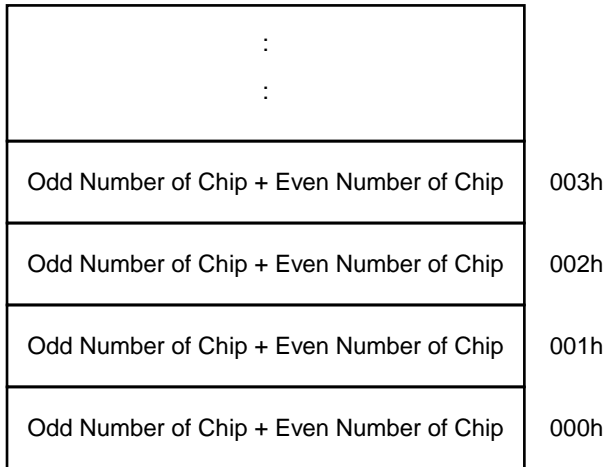 :
:
Odd Number of Chip + Even Number of Chip 003h
Odd Number of Chip + Even Number of Chip 002h
Odd Number of Chip + Even Number of Chip 001h
Odd Number of Chip + Even Number of Chip 000h